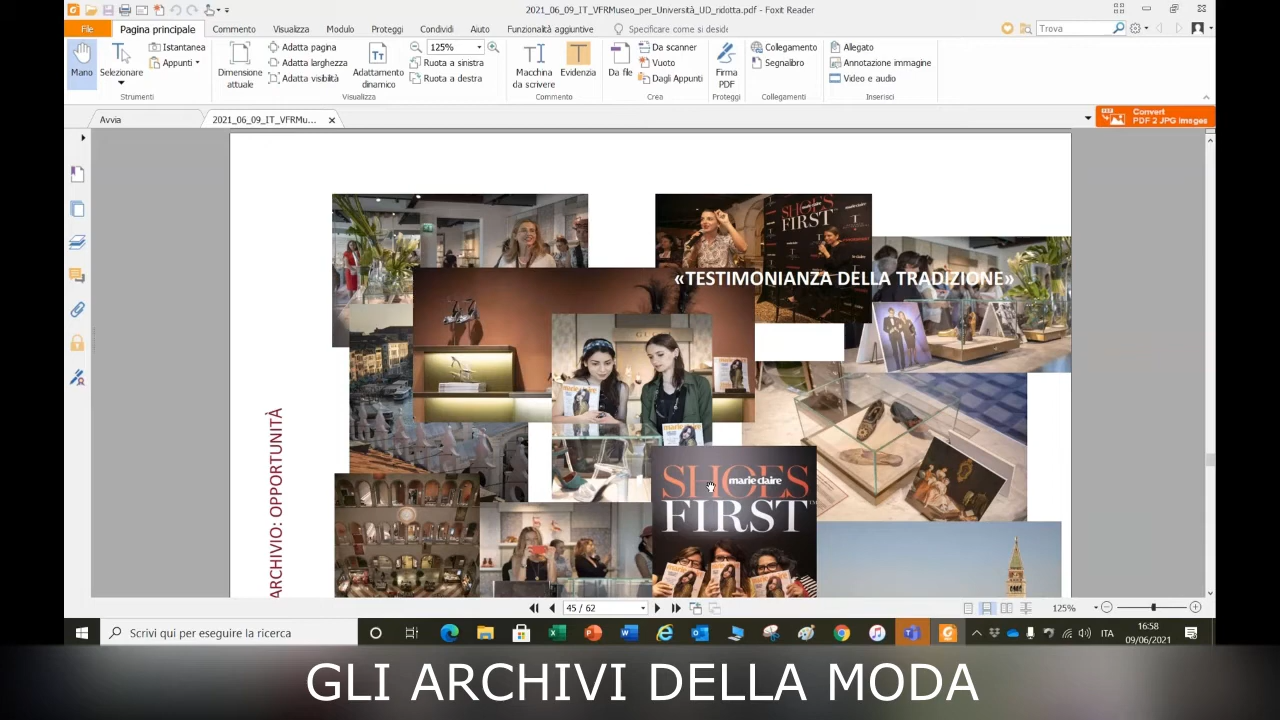 2021_06_09_IT_VFRMuseo_per_Università_UD_ndotta.pdf - Foxit Reader
File Pagina principale Commento Visualizza Modulo Proteggi Condividi Aiuto Funzionalità aggiuntive Specifica come si deside Trova
Mano
Selezionare
Istantanea
Appunti
Strumenti
Dimensione attuale
Adatta pagina
Adatta larghezza
Adatta visibilità
Adattamento dinamico
125%
Ruota a sinistra
Ruota a destra
Visualizza
Macchina da scrivere
Evidenzia
Commento
Da file
Da scanner
Vuoto
Dagli Appunti
Crea
Firma PDF
Proteggi
Collegamento
Segnalibro
Collegamenti
Allegato
Annotazione immagine
Video e audio
Inserisci
Avvia
2021_06_09_IT_VFRMu...
Convert
PDF 2 JPG images
SHOES
marie claire
FIRST
«TESTIMONIANZA DELLA TRADIZIONE»
ARCHIVIO: OPPORTUNITÀ
SHOES
marie claire
FIRST
45 / 62
125%
Scrivi qui per eseguire la ricerca
ITA
16:58
09/06/2021
GLI ARCHIVI DELLA MODA